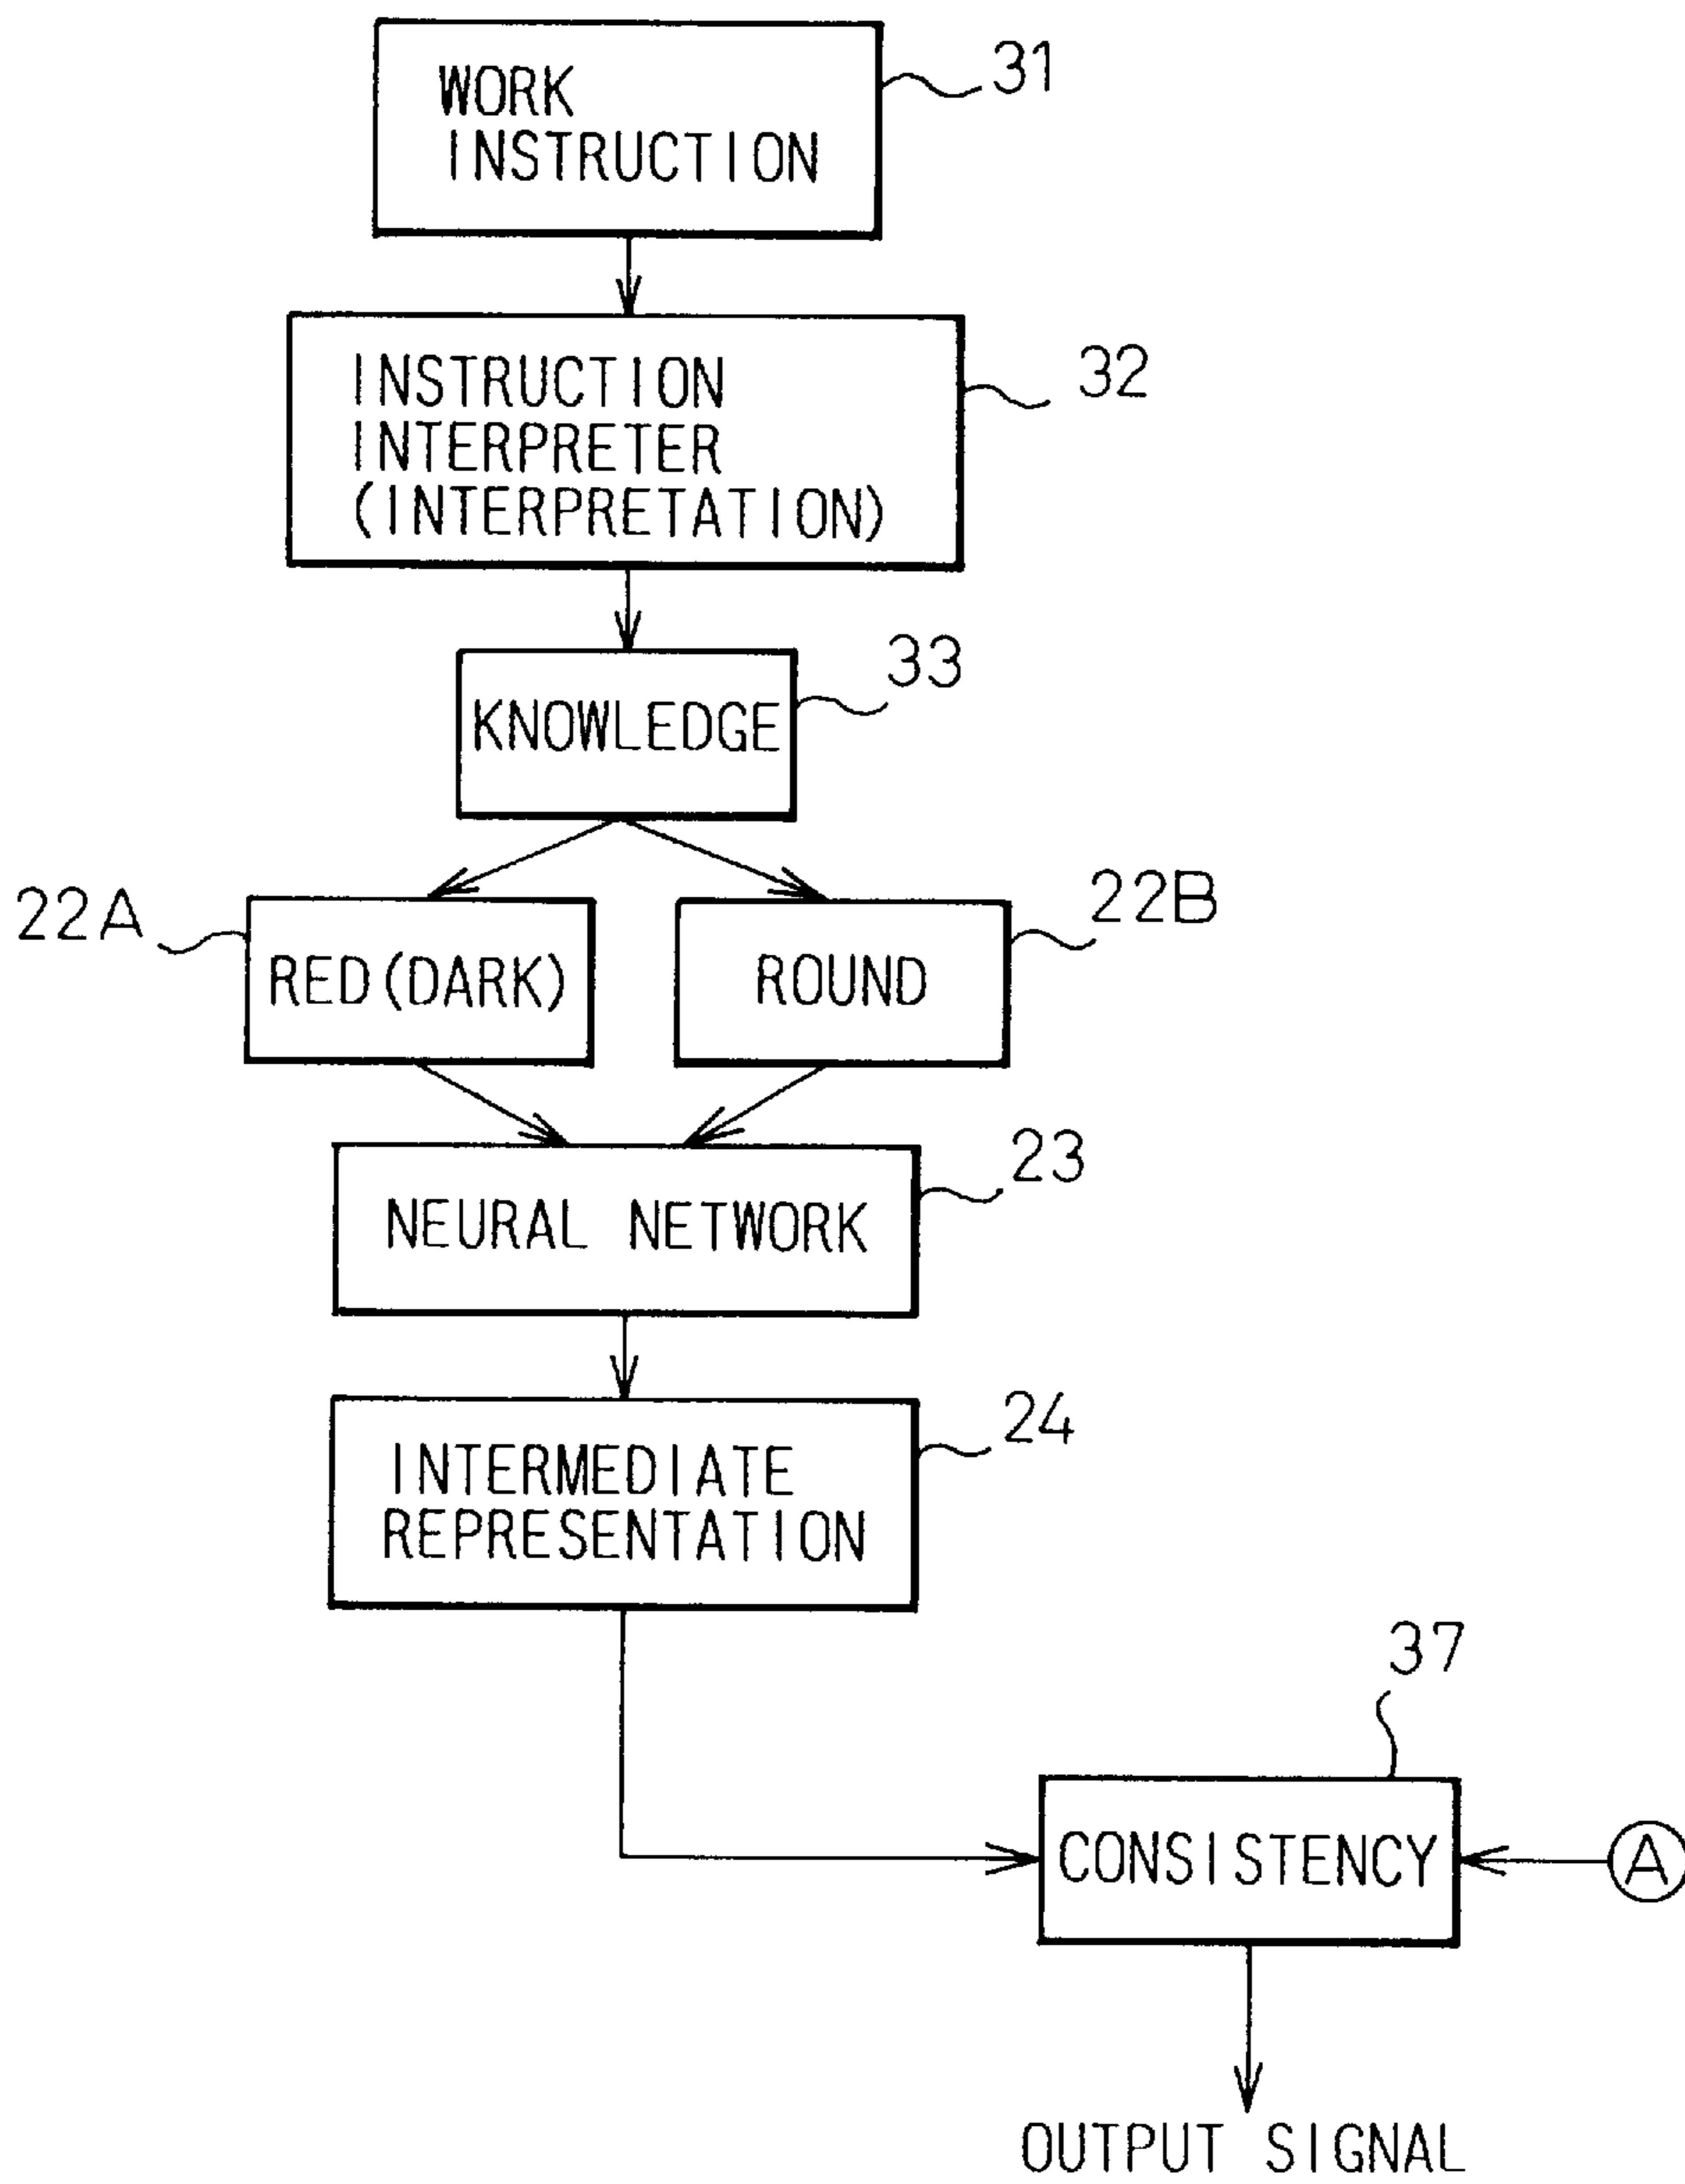 WORK
INSTRUCTION
31
INSTRUCTION
INTERPRETER
(INTERPRETATION)
32
KNOWLEDGE
33
22A
RED(DARK)
ROUND
22B
NEURAL NETWORK
23
INTERMEDIATE
REPRESENTATION
24
37
CONSISTENCY
A
OUTPUT SIGNAL